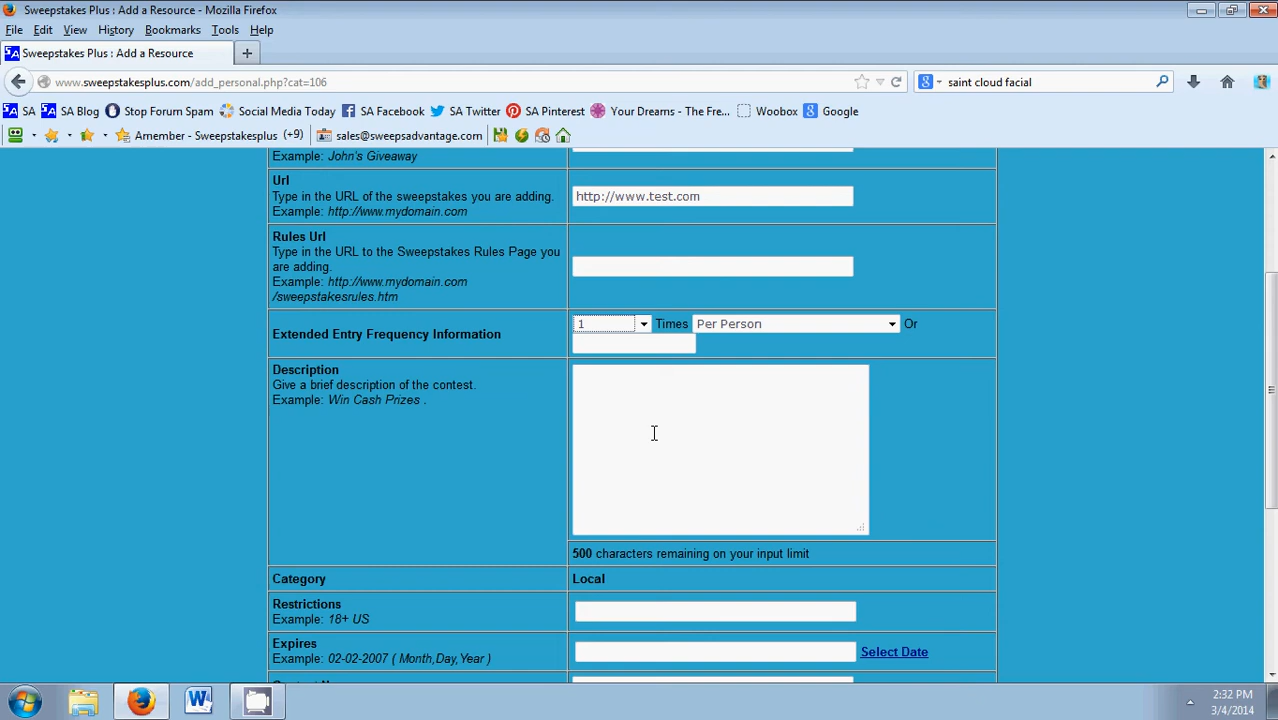 Sweepstakes Plus : Add a Resource - Mozilla Firefox
File Edit View History Bookmarks Tools Help
Sweepstakes Plus : Add a Resource
www.sweepstakesplus.com/add_personal.php?cat=106
saint cloud facial
SA SA Blog Stop Forum Spam Social Media Today SA Facebook SA Twitter SA Pinterest Your Dreams - The Fre... Woobox Google
Amember - Sweepstakesplus (+9) sales@sweepsadvantage.com
Example: John's Giveaway
Url
Type in the URL of the sweepstakes you are adding.
Example: http://www.mydomain.com
http://www.test.com
Rules Url
Type in the URL to the Sweepstakes Rules Page you
are adding.
Example: http://www.mydomain.com
/sweepstakesrules.htm
Extended Entry Frequency Information
1 Times Per Person Or
Description
Give a brief description of the contest.
Example: Win Cash Prizes .
500 characters remaining on your input limit
Category Local
Restrictions
Example: 18+ US
Expires
Example: 02-02-2007 ( Month,Day,Year )
Select Date
2:32 PM
3/4/2014